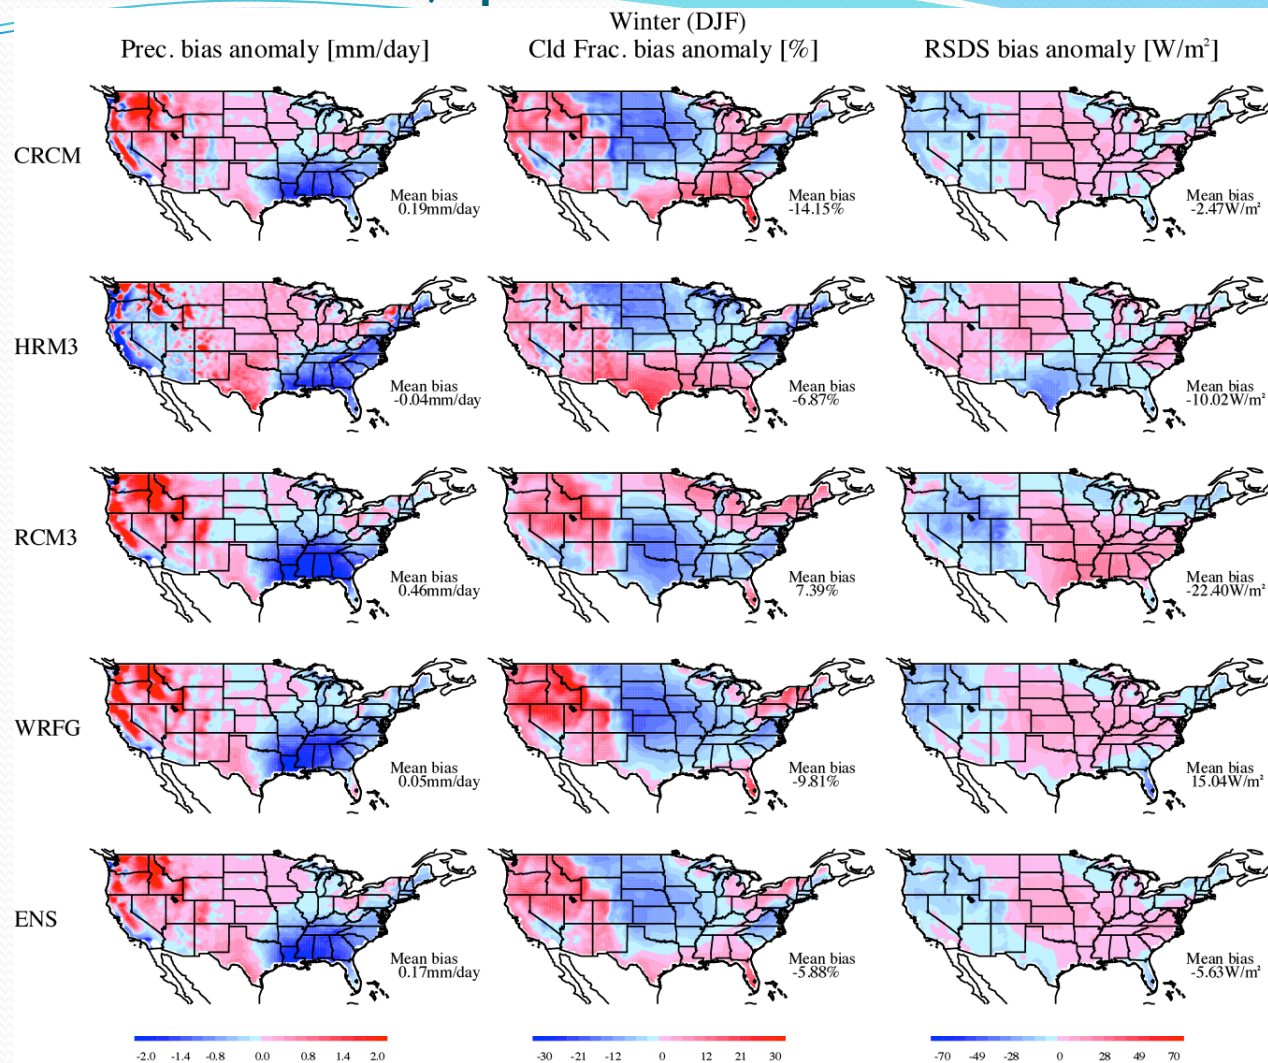 Winter (DJF)
Prec. bias anomaly [mm/day]
Cld Frac. bias anomaly [%]
RSDS bias anomaly [W/m²]
CRCM
Mean bias
0.19mm/day
Mean bias
-14.15%
Mean bias
-2.47W/m²
HRM3
Mean bias
-0.04mm/day
Mean bias
-6.87%
Mean bias
-10.02W/m²
RCM3
Mean bias
0.46mm/day
Mean bias
7.39%
Mean bias
-22.40W/m²
WRFG
Mean bias
0.05mm/day
Mean bias
-9.81%
Mean bias
15.04W/m²
ENS
Mean bias
0.17mm/day
Mean bias
-5.88%
Mean bias
-5.63W/m²
-2.0 -1.4 -0.8 0.0 0.8 1.4 2.0
-30 -21 -12 0 12 21 30
-70 -49 -28 0 28 49 70